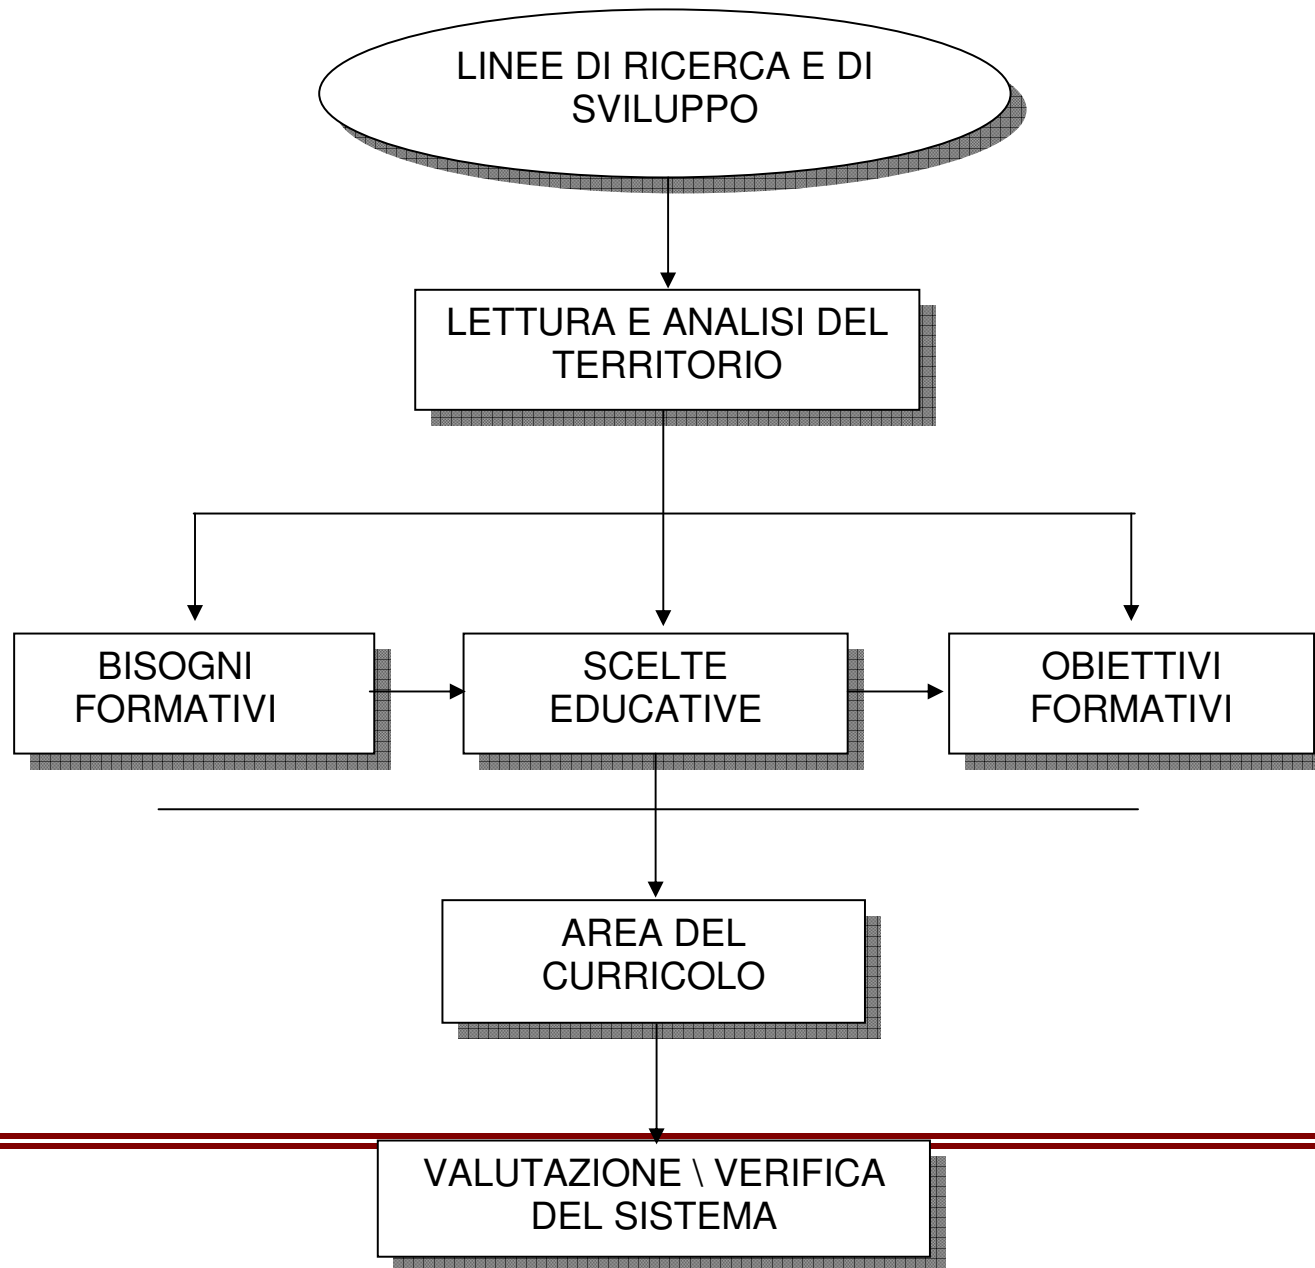 LINEE DI RICERCA E DI
SVILUPPO
LETTURA E ANALISI DEL
TERRITORIO
BISOGNI
FORMATIVI
SCELTE
EDUCATIVE
OBIETTIVI
FORMATIVI
AREA DEL
CURRICOLO
VALUTAZIONE \ VERIFICA
DEL SISTEMA